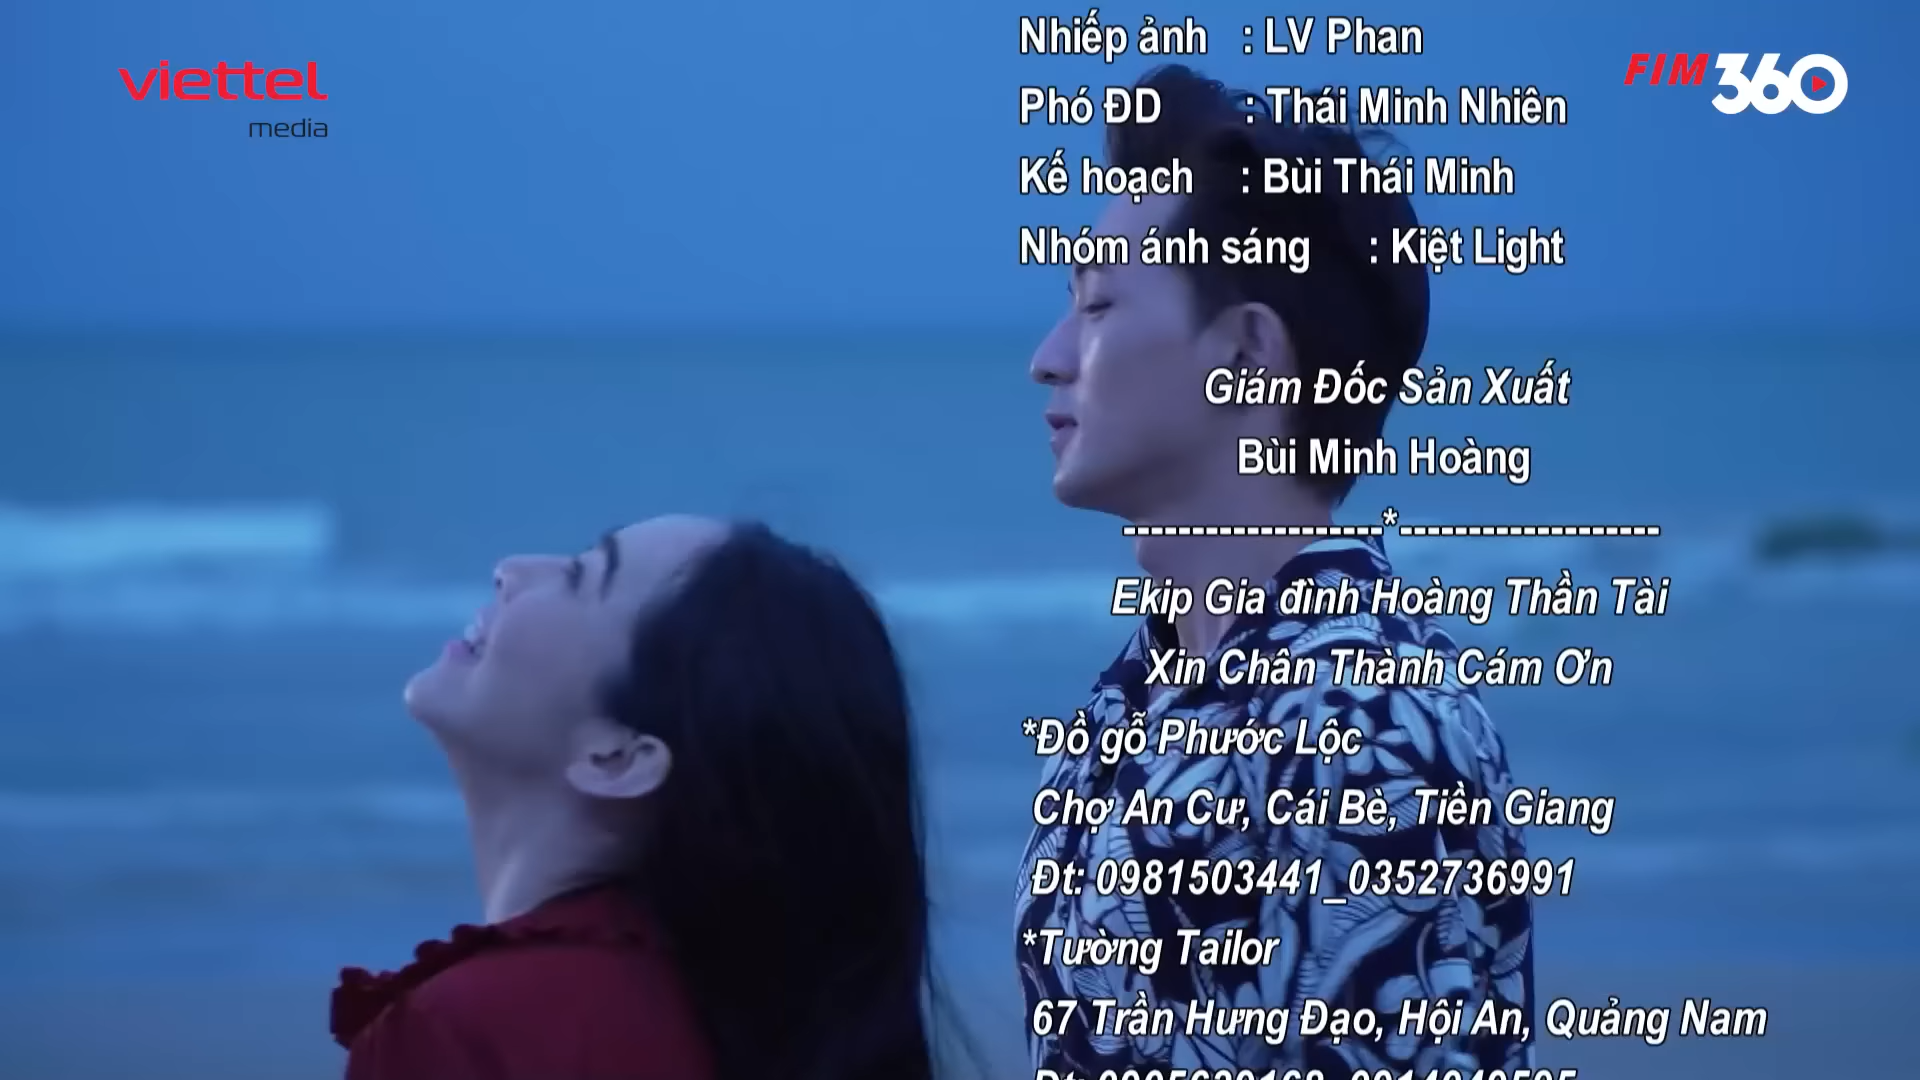 viettel
media
FIM360
Nhiếp ảnh : LV Phan
Phó ĐD : Thái Minh Nhiên
Kế hoạch : Bùi Thái Minh
Nhóm ánh sáng : Kiệt Light
Giám Đốc Sản Xuất
Bùi Minh Hoàng
-------------------*-------------------
Ekip Gia đình Hoàng Thần Tài
Xin Chân Thành Cám Ơn
*Đồ gỗ Phước Lộc
Chợ An Cư, Cái Bè, Tiền Giang
Đt: 0981503441_0352736991
*Tường Tailor
67 Trần Hưng Đạo, Hội An, Quảng Nam